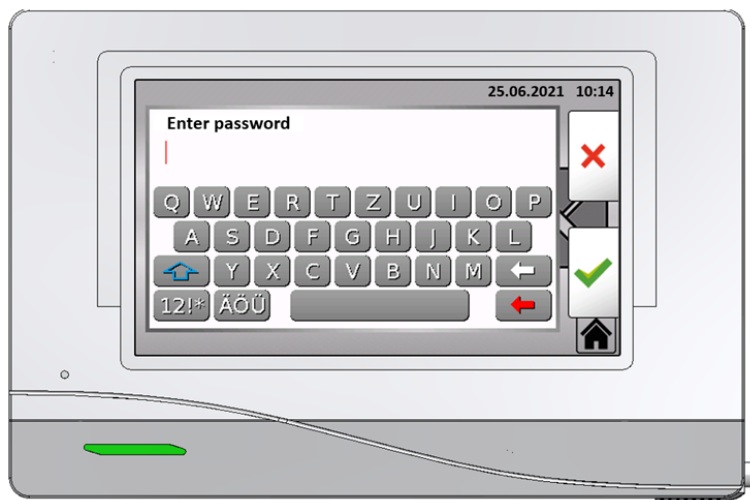 25.06.2021 10:14
Enter password
Q W E R T Z U I O P
A S D F G H J K L
Y X C V B N M
12!* ÄÖÜ